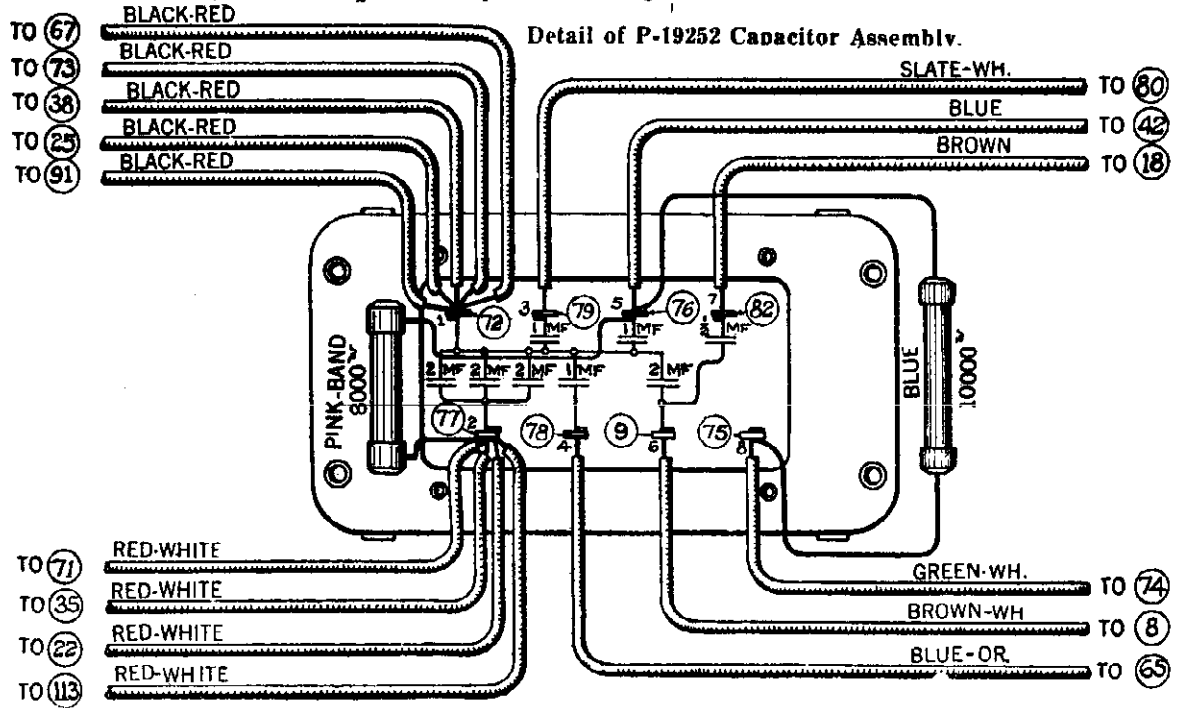 Detail of P-19252 Capacitor Assembly.
TO 67 BLACK-RED
TO 73 BLACK-RED
TO 38 BLACK-RED
TO 25 BLACK-RED
TO 91 BLACK-RED
SLATE-WH. TO 80
BLUE TO 42
BROWN TO 18
1 72
3 79
5 76
7 82
1 MF
1 MF
1/2 MF
2 MF
2 MF
2 MF
1 MF
2 MF
77 2
78 4
9 6
75 8
PINK-BAND
8000
BLUE
10000
TO 71 RED-WHITE
TO 35 RED-WHITE
TO 22 RED-WHITE
TO 113 RED-WHITE
GREEN-WH. TO 74
BROWN-WH TO 8
BLUE-OR. TO 65